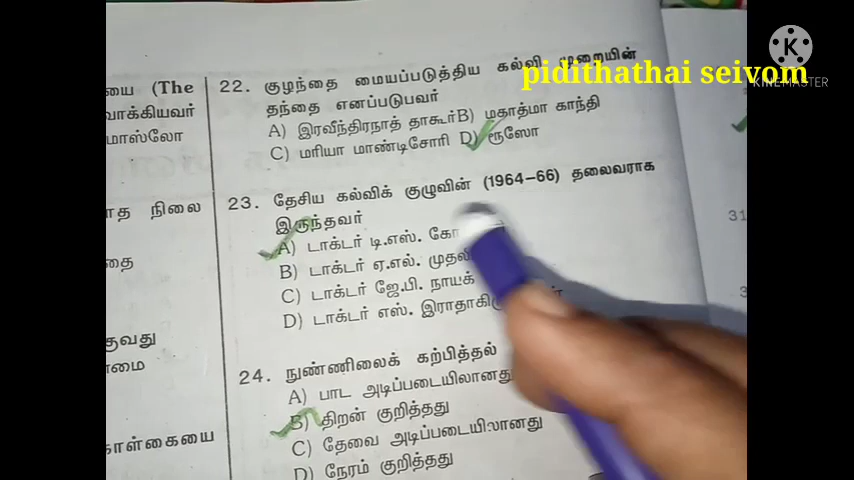 pidithathai seivom
K
KINEMASTER
யை (The
வாக்கியவர்
மாஸ்லோ
த நிலை
தை
குவது
மை
காள்கையை
22. குழந்தை மையப்படுத்திய கல்வி முறையின்
தந்தை எனப்படுபவர்
A) இரவீந்திரநாத் தாகூர் B) மகாத்மா காந்தி
C) மரியா மாண்டிசோரி D) ரூஸோ
23. தேசிய கல்விக் குழுவின் (1964-66) தலைவராக
இருந்தவர்
A) டாக்டர் டி.எஸ். கோ
B) டாக்டர் ஏ.எல். முதலி
C) டாக்டர் ஜே.பி. நாயக்
D) டாக்டர் எஸ்.
24. நுண்ணிலைக் கற்பித்தல்
A) பாட அடிப்படையிலானது
B) திறன் குறித்தது
C) தேவை அடிப்படையிலானது
D) நேரம் குறித்தது
31
3